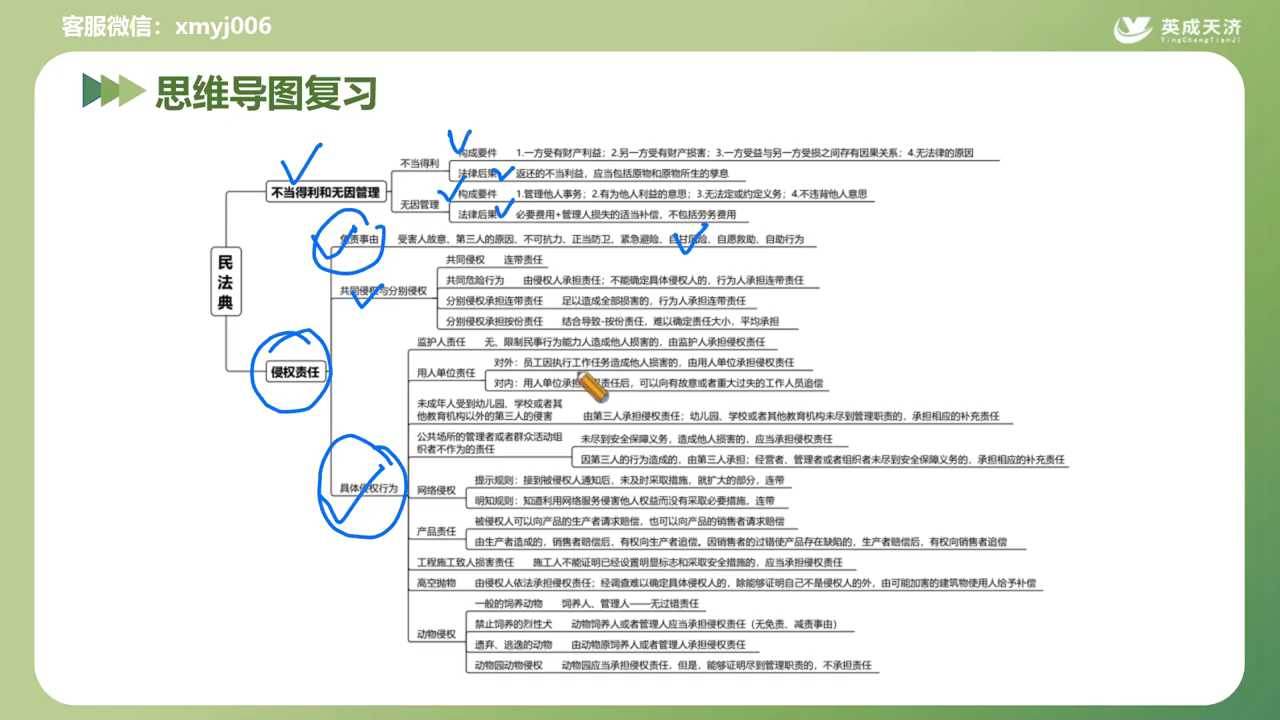 客服微信：xmyj006
英成天济
YingChengTianJi
思维导图复习
民法典
不当得利和无因管理
不当得利
构成要件 1.一方受有财产利益；2.另一方受有财产损害；3.一方受益与另一方受损之间存有因果关系；4.无法律的原因
法律后果 返还的不当利益，应当包括原物和原物所生的孳息
无因管理
构成要件 1.管理他人事务；2.有为他人利益的意思；3.无法定或约定义务；4.不违背他人意思
法律后果 必要费用+管理人损失的适当补偿，不包括劳务费用
侵权责任
免责事由 受害人故意、第三人的原因、不可抗力、正当防卫、紧急避险、自甘风险、自愿救助、自助行为
共同侵权与分别侵权
共同侵权 连带责任
共同危险行为 由侵权人承担责任；不能确定具体侵权人的，行为人承担连带责任
分别侵权承担连带责任 足以造成全部损害的，行为人承担连带责任
分别侵权承担按份责任 结合导致-按份责任，难以确定责任大小，平均承担
具体侵权行为
监护人责任 无、限制民事行为能力人造成他人损害的，由监护人承担侵权责任
用人单位责任
对外：员工因执行工作任务造成他人损害的，由用人单位承担侵权责任
对内：用人单位承担侵权责任后，可以向有故意或者重大过失的工作人员追偿
未成年人受到幼儿园、学校或者其
他教育机构以外的第三人的侵害 由第三人承担侵权责任；幼儿园、学校或者其他教育机构未尽到管理职责的，承担相应的补充责任
公共场所的管理者或者群众活动组
织者不作为的责任
未尽到安全保障义务，造成他人损害的，应当承担侵权责任
因第三人的行为造成的，由第三人承担；经营者、管理者或者组织者未尽到安全保障义务的，承担相应的补充责任
网络侵权
提示规则：接到被侵权人通知后，未及时采取措施，就扩大的部分，连带
明知规则：知道利用网络服务侵害他人权益而没有采取必要措施，连带
产品责任
被侵权人可以向产品的生产者请求赔偿，也可以向产品的销售者请求赔偿
由生产者造成的，销售者赔偿后，有权向生产者追偿。因销售者的过错使产品存在缺陷的，生产者赔偿后，有权向销售者追偿
工程施工致人损害责任 施工人不能证明已经设置明显标志和采取安全措施的，应当承担侵权责任
高空抛物 由侵权人依法承担侵权责任；经调查难以确定具体侵权人的，除能够证明自己不是侵权人的外，由可能加害的建筑物使用人给予补偿
动物侵权
一般的饲养动物 饲养人、管理人——无过错责任
禁止饲养的烈性犬 动物饲养人或者管理人应当承担侵权责任（无免责、减责事由）
遗弃、逃逸的动物 由动物原饲养人或者管理人承担侵权责任
动物园动物侵权 动物园应当承担侵权责任，但是，能够证明尽到管理职责的，不承担责任